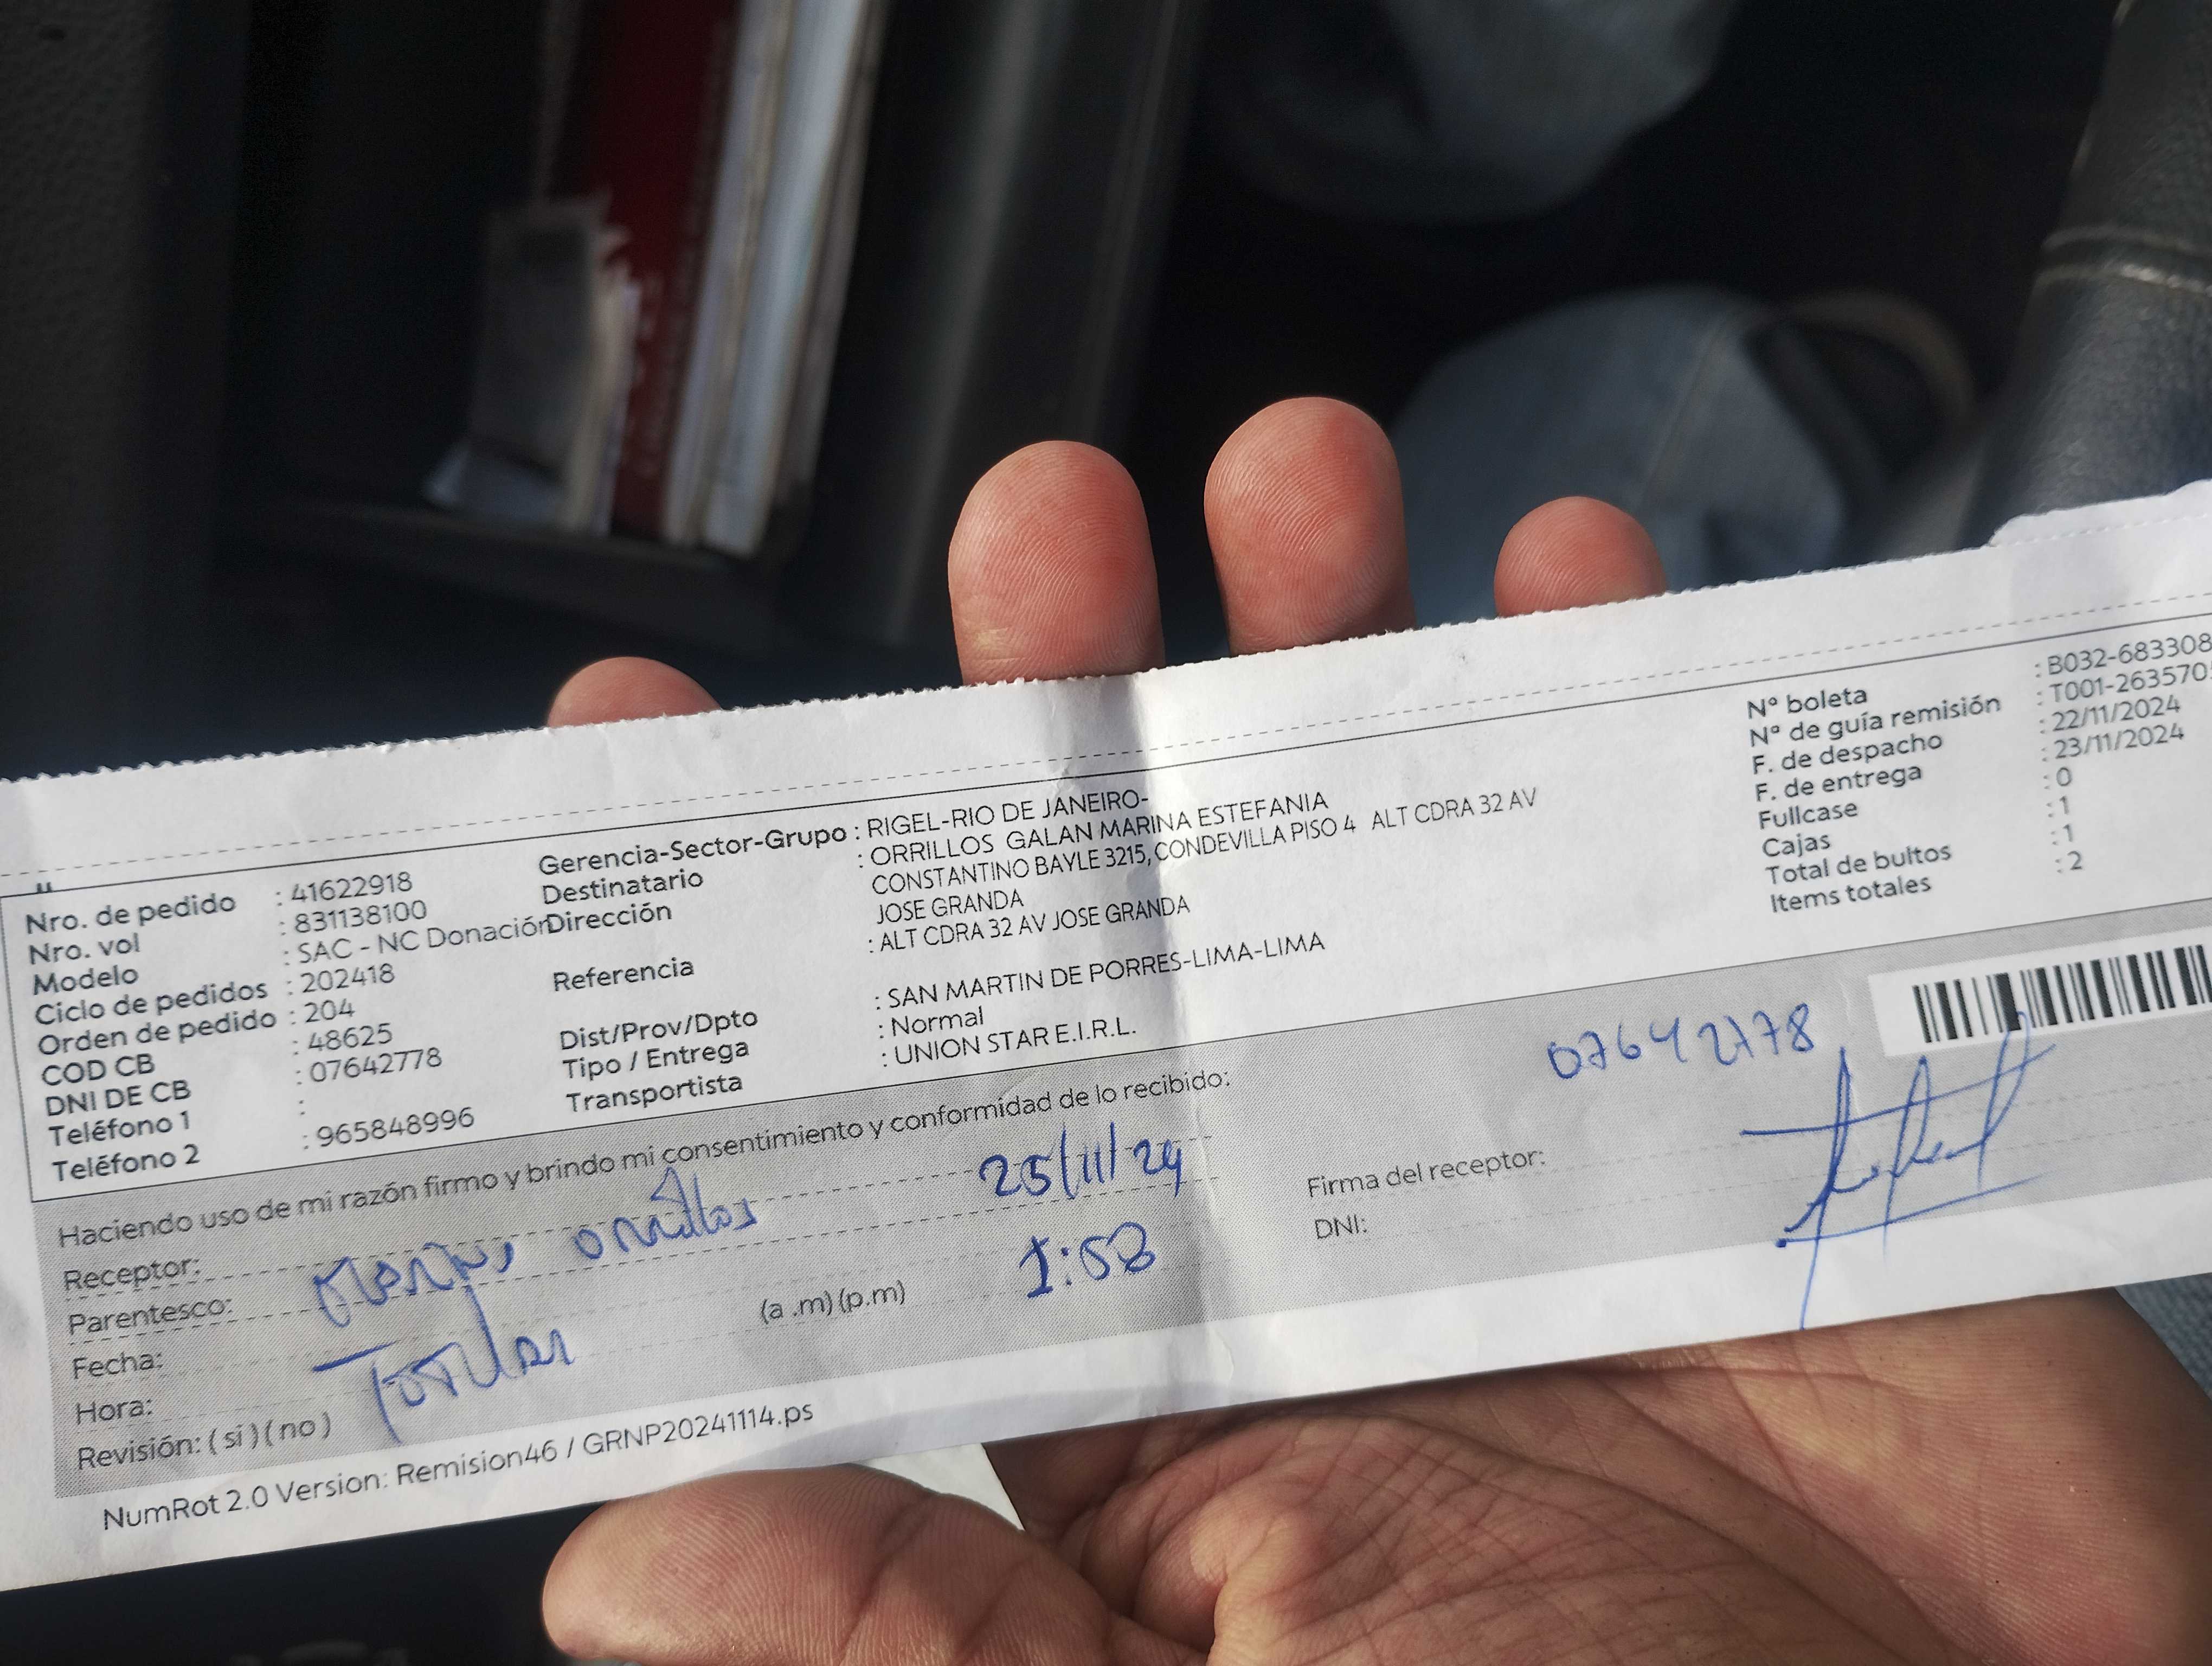 Nro. de pedido : 41622918
Nro. vol : 831138100
Modelo : SAC - NC Donación
Ciclo de pedidos : 202418
Orden de pedido : 204
COD CB : 48625
DNI DE CB : 07642778
Teléfono 1 :
Teléfono 2 : 965848996
Gerencia-Sector-Grupo : RIGEL-RIO DE JANEIRO-
Destinatario : ORRILLOS GALAN MARINA ESTEFANIA
Dirección CONSTANTINO BAYLE 3215, CONDEVILLA PISO 4 ALT CDRA 32 AV
JOSE GRANDA
Referencia : ALT CDRA 32 AV JOSE GRANDA
Dist/Prov/Dpto : SAN MARTIN DE PORRES-LIMA-LIMA
Tipo / Entrega : Normal
Transportista : UNION STAR E.I.R.L.
Nº boleta : B032-683308
Nº de guía remisión : T001-263570
F. de despacho : 22/11/2024
F. de entrega : 23/11/2024
Fullcase : 0
Cajas : 1
Total de bultos : 1
Items totales : 2
Haciendo uso de mi razón firmo y brindo mi consentimiento y conformidad de lo recibido:
Receptor: orrillos
Parentesco:
Fecha: 25/11/24
Hora: (a .m) (p.m) 1:58
Revisión: ( si ) ( no )
07642778
Firma del receptor:
DNI:
NumRot 2.0 Version: Remision46 / GRNP20241114.ps